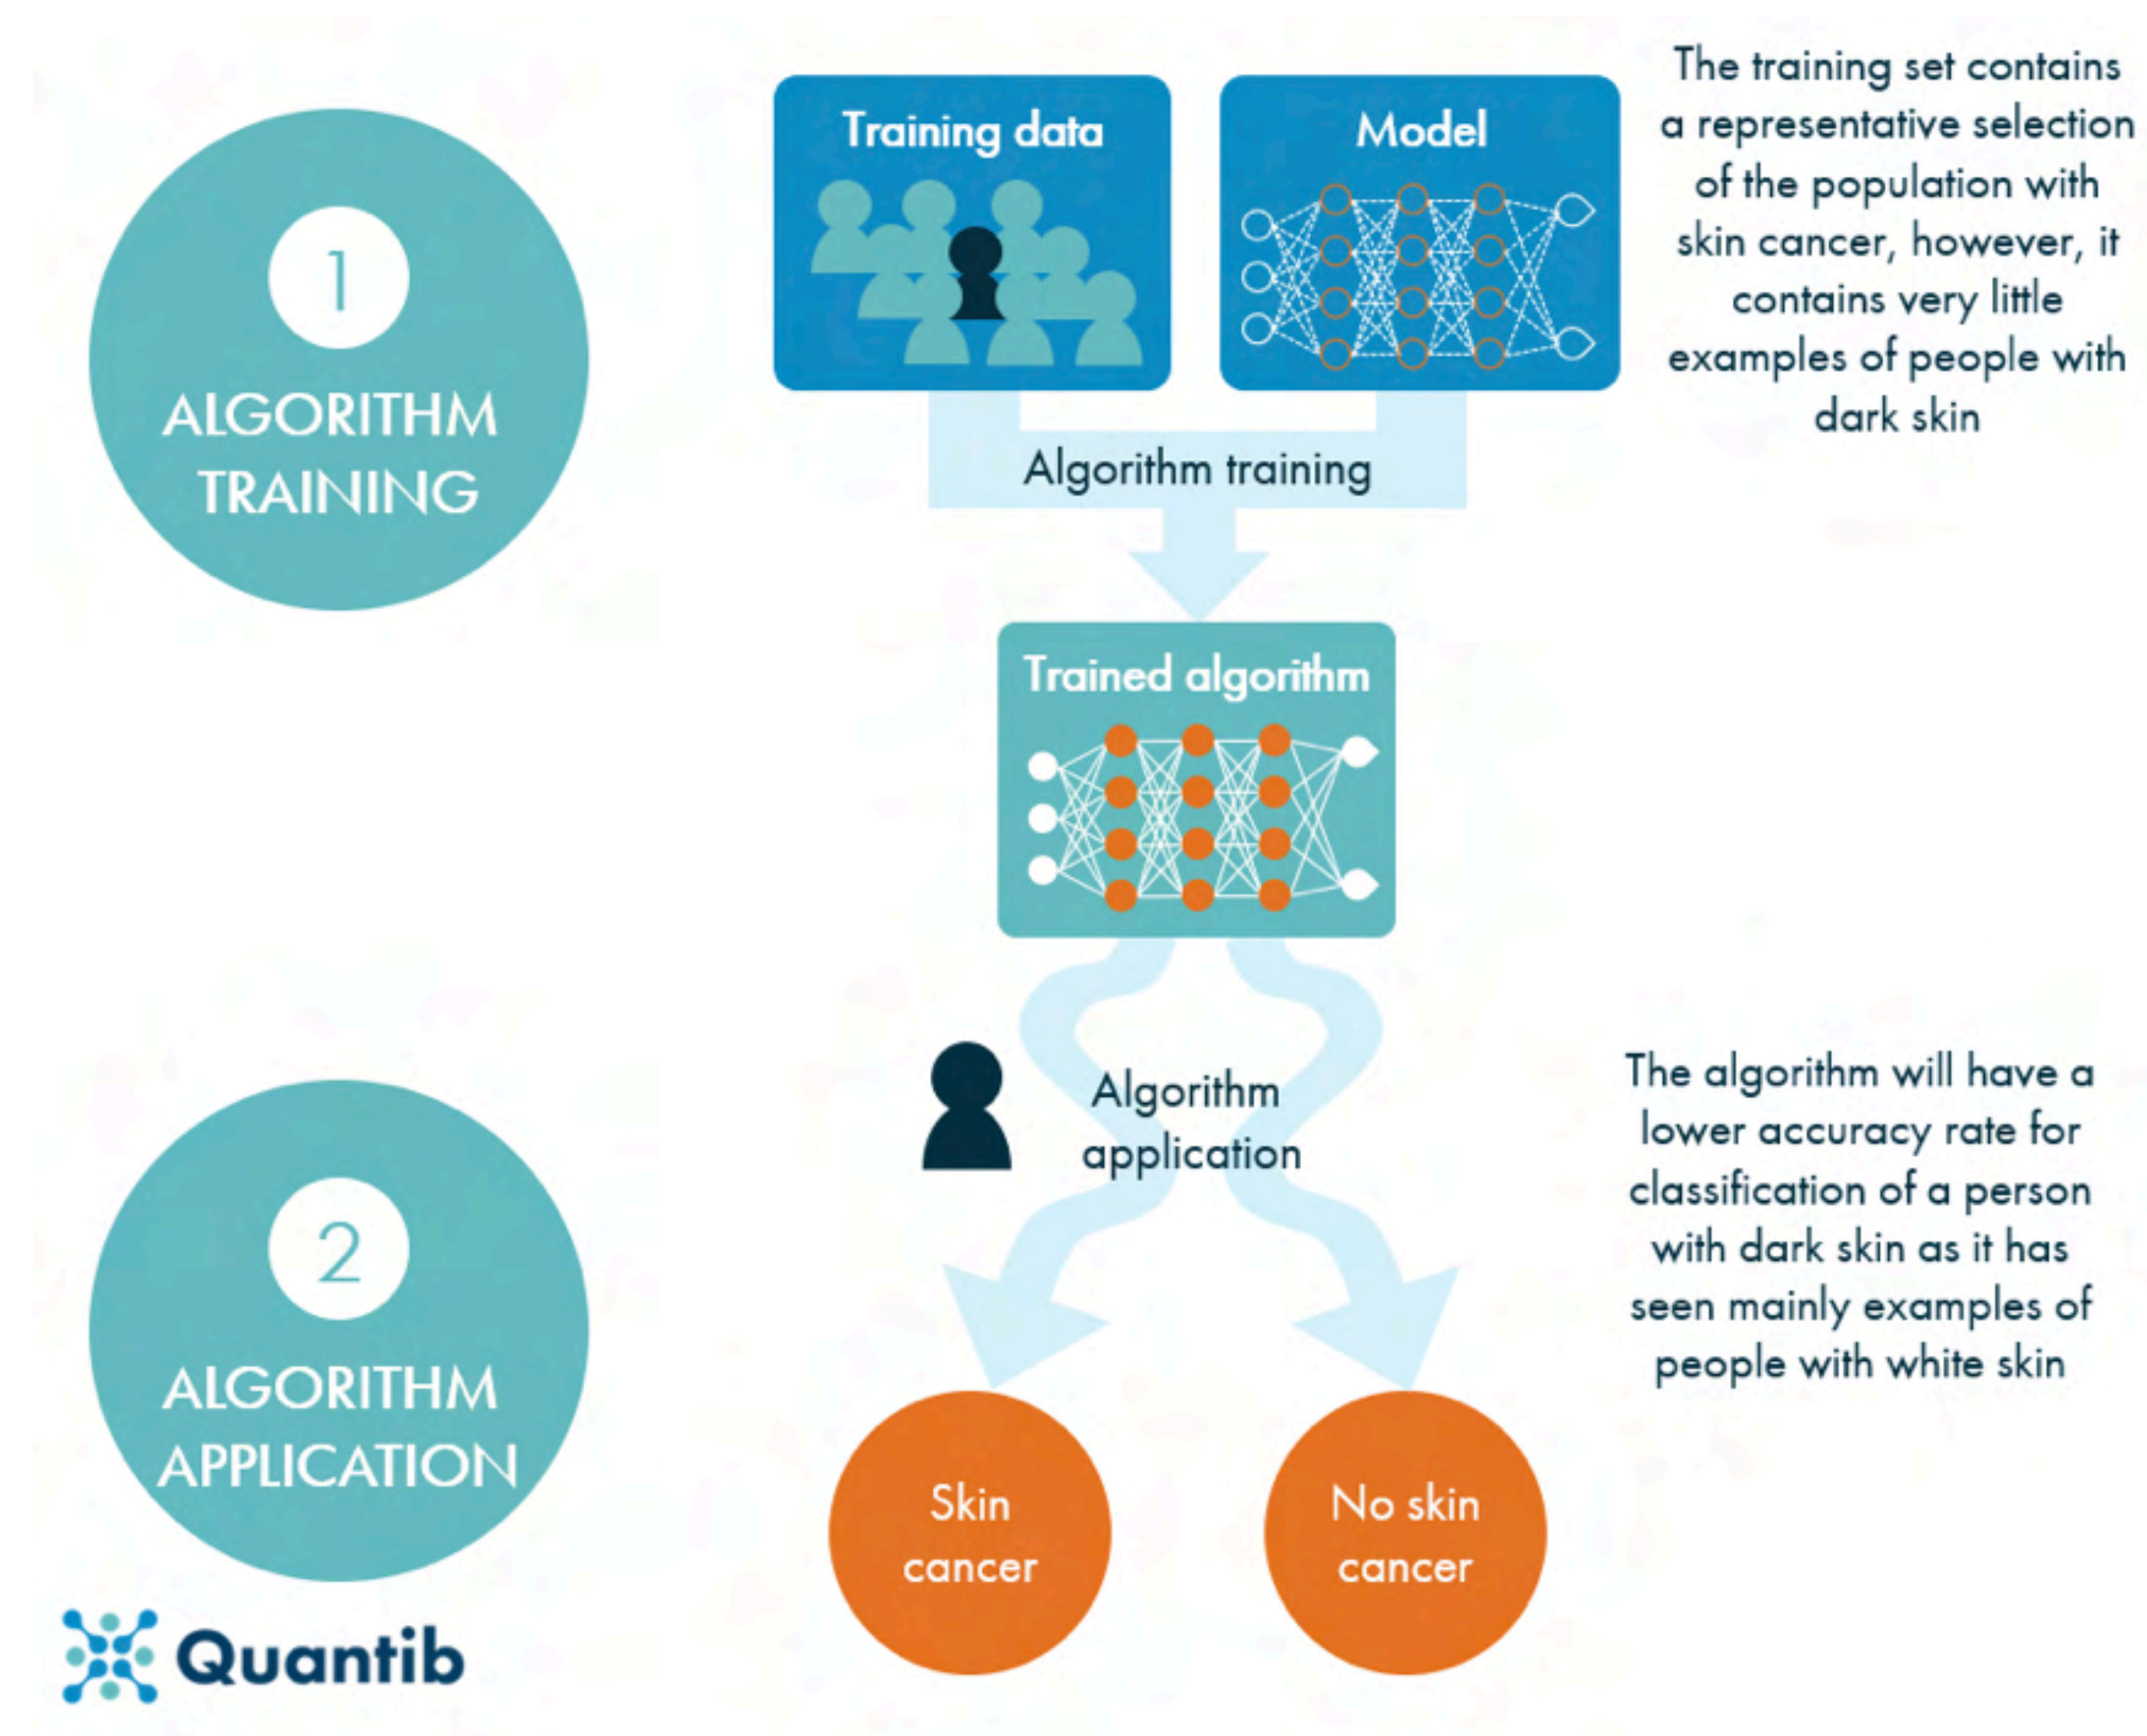 1
ALGORITHM
TRAINING
Training data
Model
The training set contains
a representative selection
of the population with
skin cancer, however, it
contains very little
examples of people with
dark skin
Algorithm training
Trained algorithm
2
ALGORITHM
APPLICATION
Algorithm
application
The algorithm will have a
lower accuracy rate for
classification of a person
with dark skin as it has
seen mainly examples of
people with white skin
Skin
cancer
No skin
cancer
Quantib